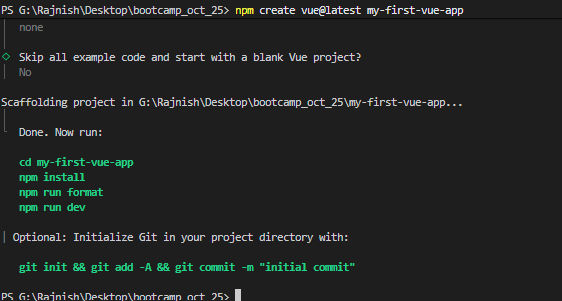 PS G:\Rajnish\Desktop\bootcamp_oct_25> npm create vue@latest my-first-vue-app
none
Skip all example code and start with a blank Vue project?
No
Scaffolding project in G:\Rajnish\Desktop\bootcamp_oct_25\my-first-vue-app...
Done. Now run:
cd my-first-vue-app
npm install
npm run format
npm run dev
| Optional: Initialize Git in your project directory with:
git init && git add -A && git commit -m "initial commit"
PS G:\Rajnish\Desktop\bootcamp_oct_25>